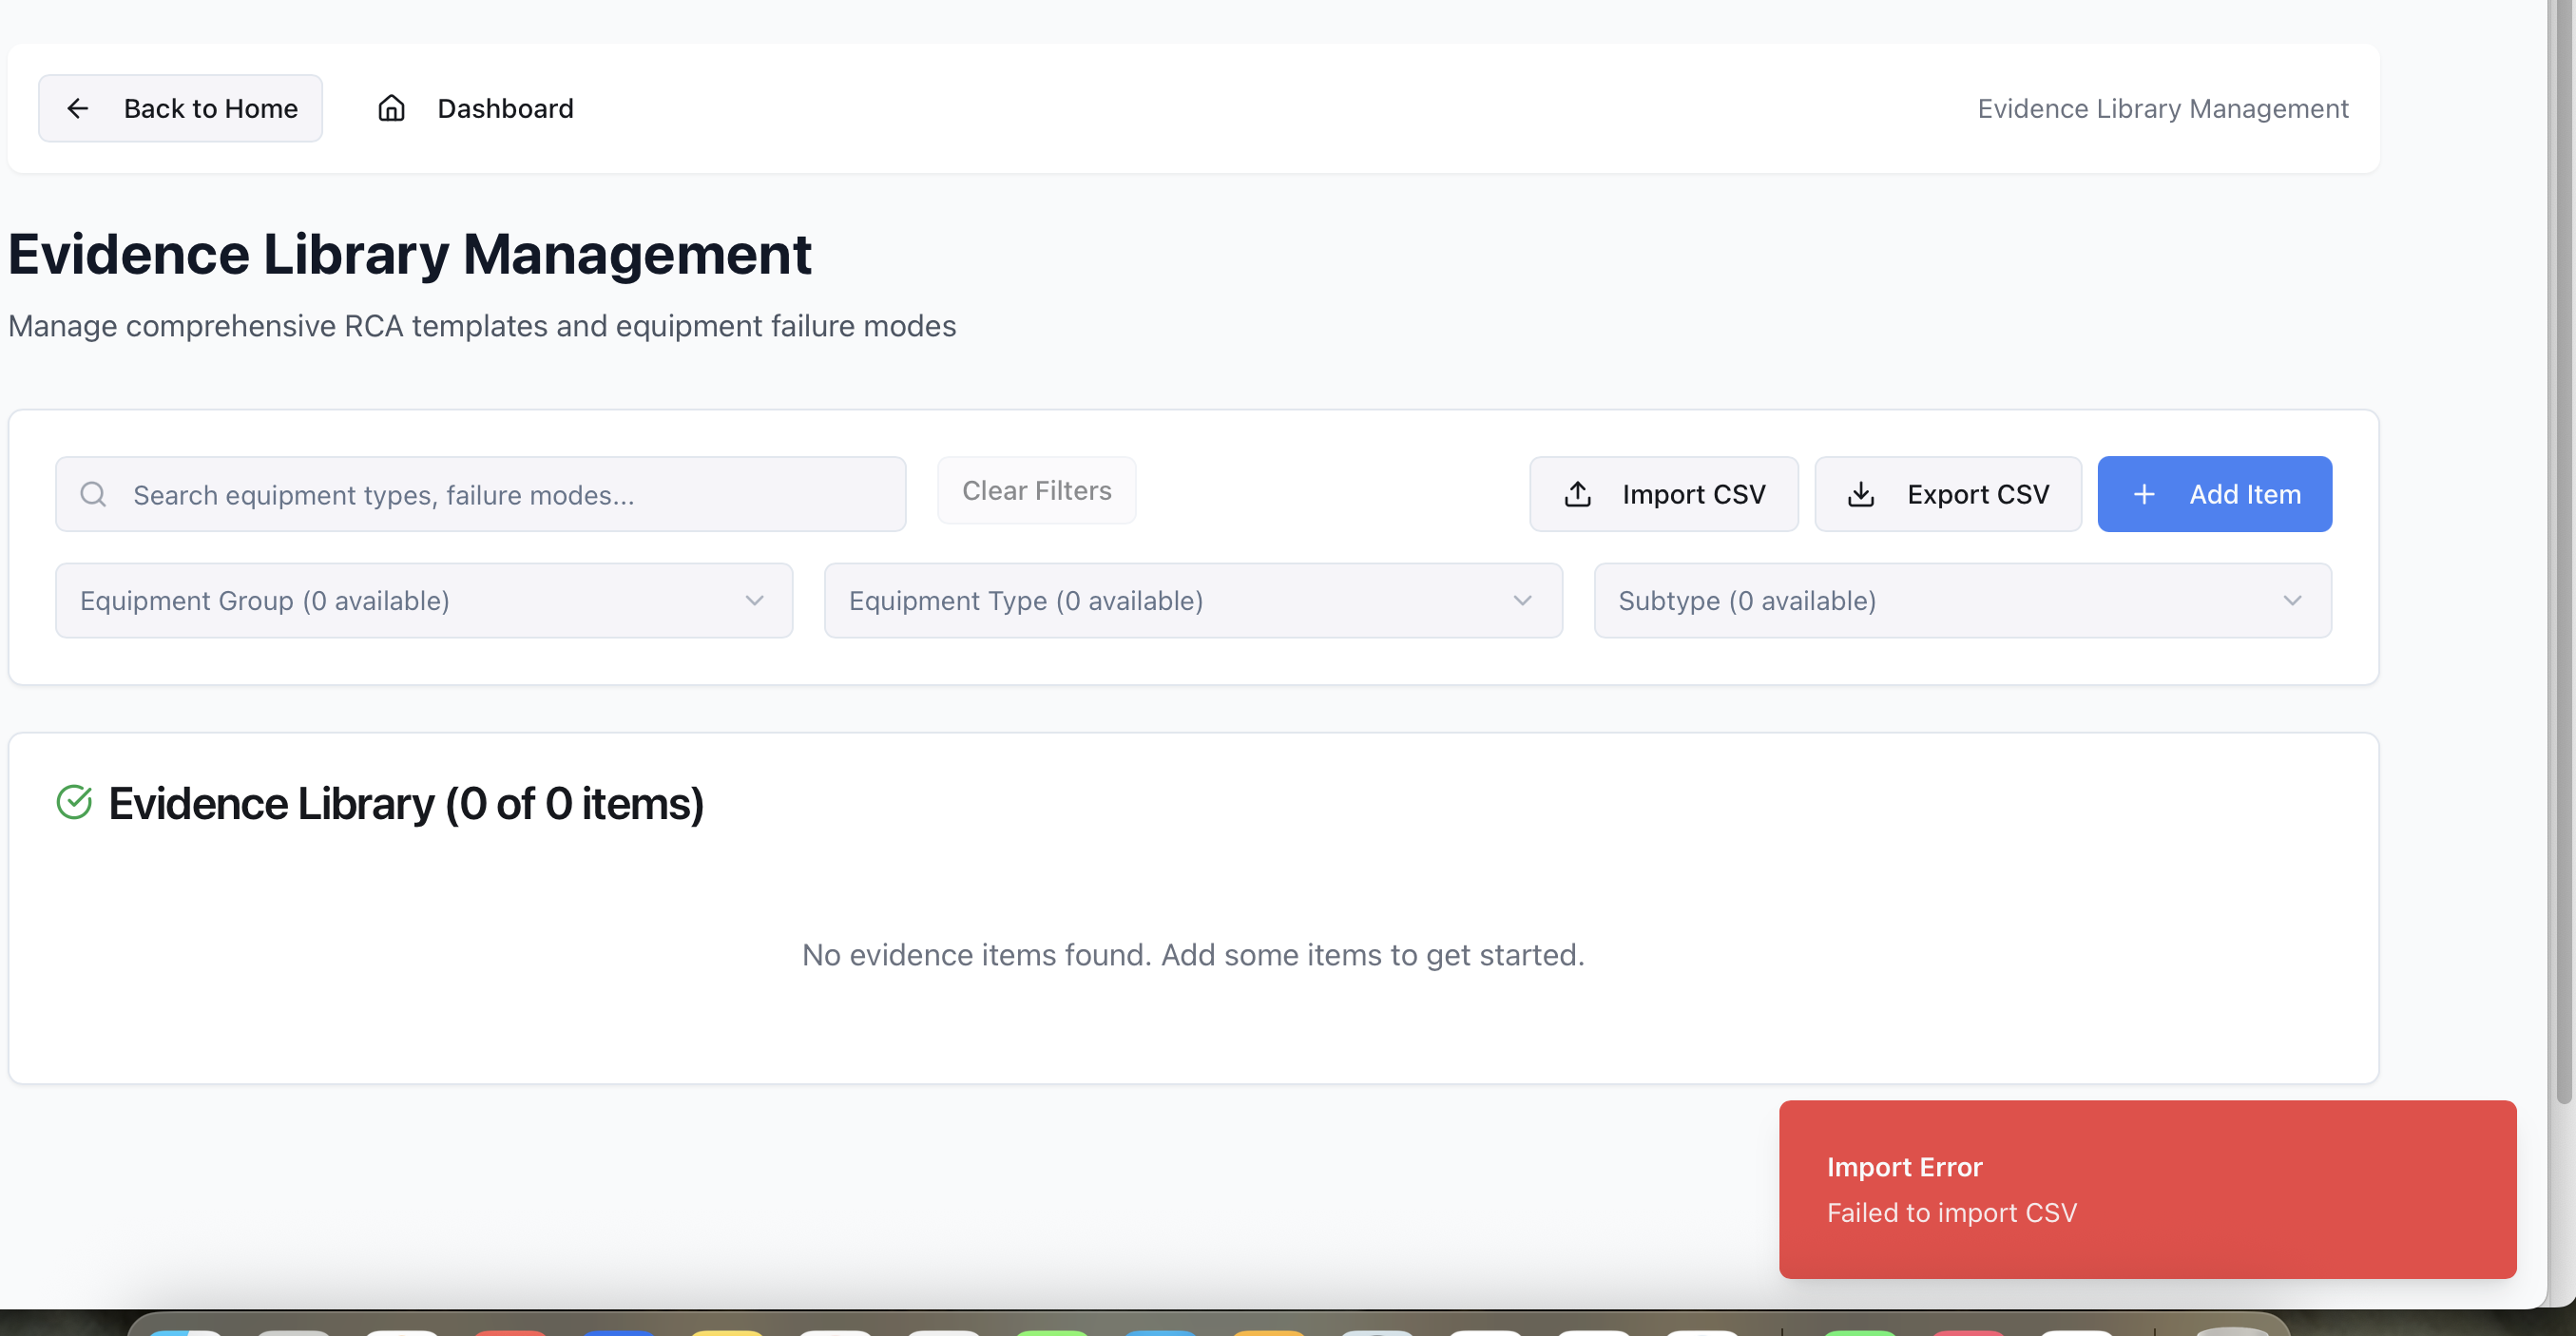 Back to Home
Dashboard
Evidence Library Management
Evidence Library Management
Manage comprehensive RCA templates and equipment failure modes
Search equipment types, failure modes...
Clear Filters
Import CSV
Export CSV
Add Item
Equipment Group (0 available)
Equipment Type (0 available)
Subtype (0 available)
Evidence Library (0 of 0 items)
No evidence items found. Add some items to get started.
Import Error
Failed to import CSV